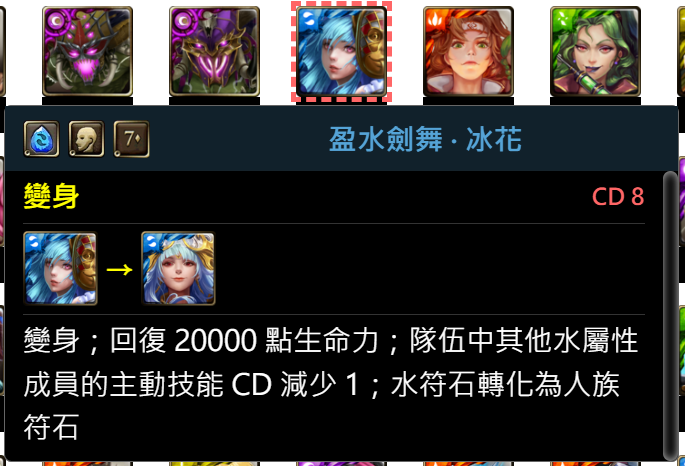 7
盈水劍舞 · 冰花
變身
CD 8
→
變身；回復 20000 點生命力；隊伍中其他水屬性
成員的主動技能 CD 減少 1；水符石轉化為人族
符石